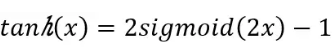 tanh(x) = 2sigmoid(2x) − 1